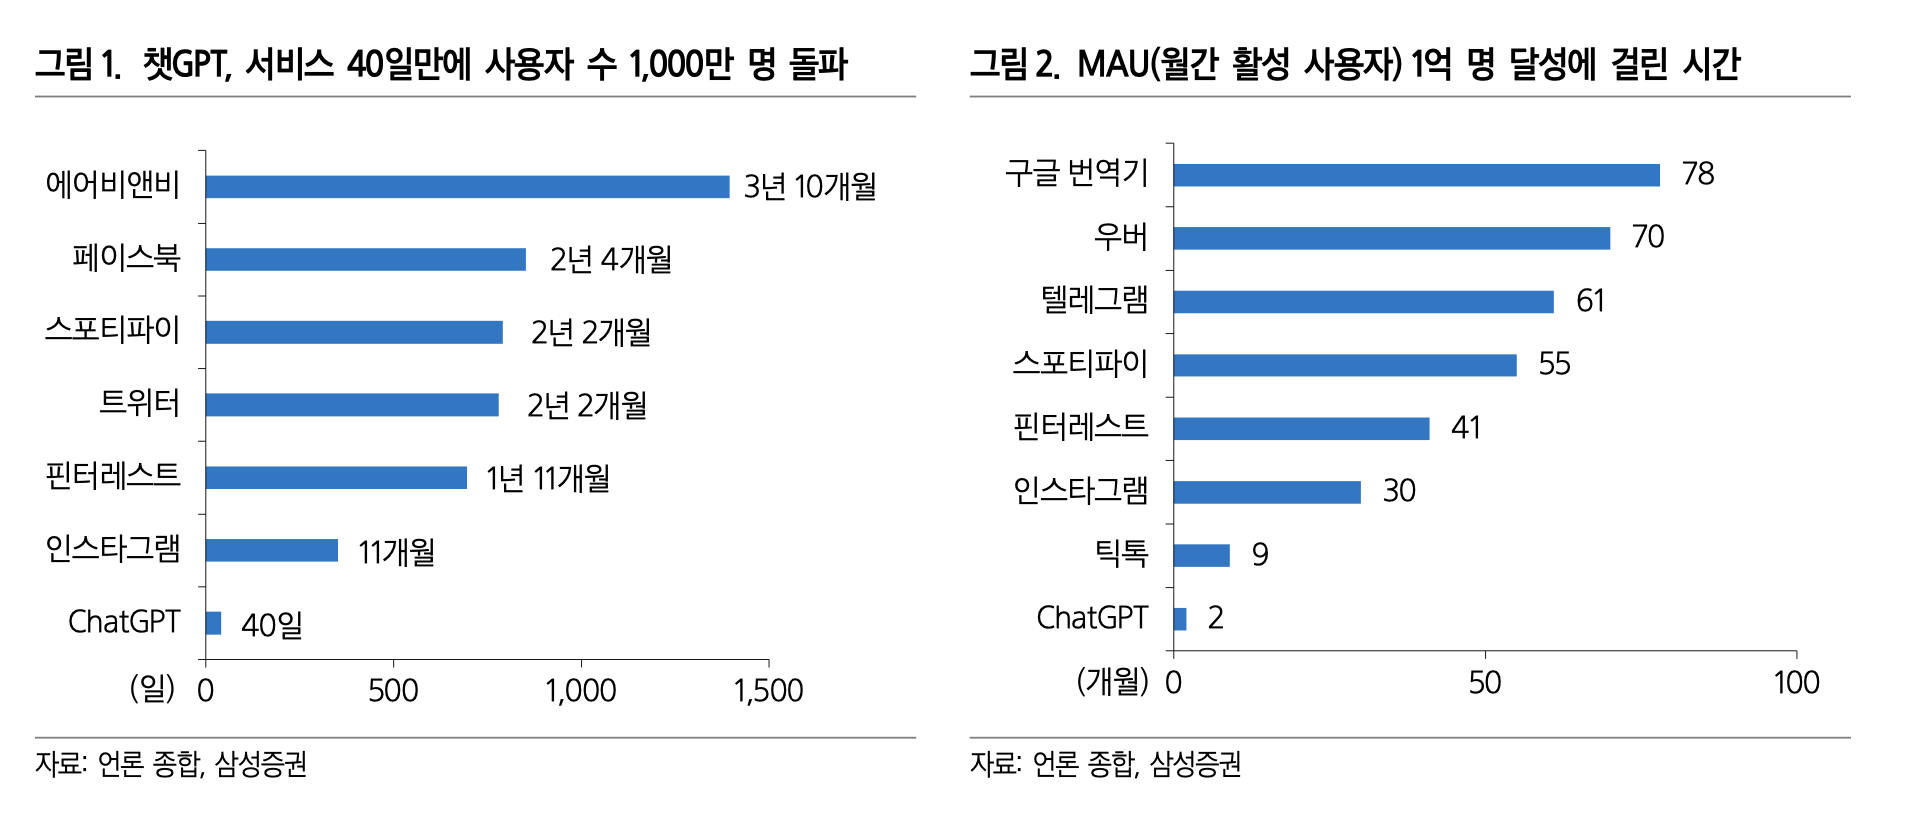 그림 1. 챗GPT, 서비스 40일만에 사용자 수 1,000만 명 돌파
에어비앤비 3년 10개월
페이스북 2년 4개월
스포티파이 2년 2개월
트위터 2년 2개월
핀터레스트 1년 11개월
인스타그램 11개월
ChatGPT 40일
(일) 0 500 1,000 1,500
자료: 언론 종합, 삼성증권
그림 2. MAU(월간 활성 사용자) 1억 명 달성에 걸린 시간
구글 번역기 78
우버 70
텔레그램 61
스포티파이 55
핀터레스트 41
인스타그램 30
틱톡 9
ChatGPT 2
(개월) 0 50 100
자료: 언론 종합, 삼성증권